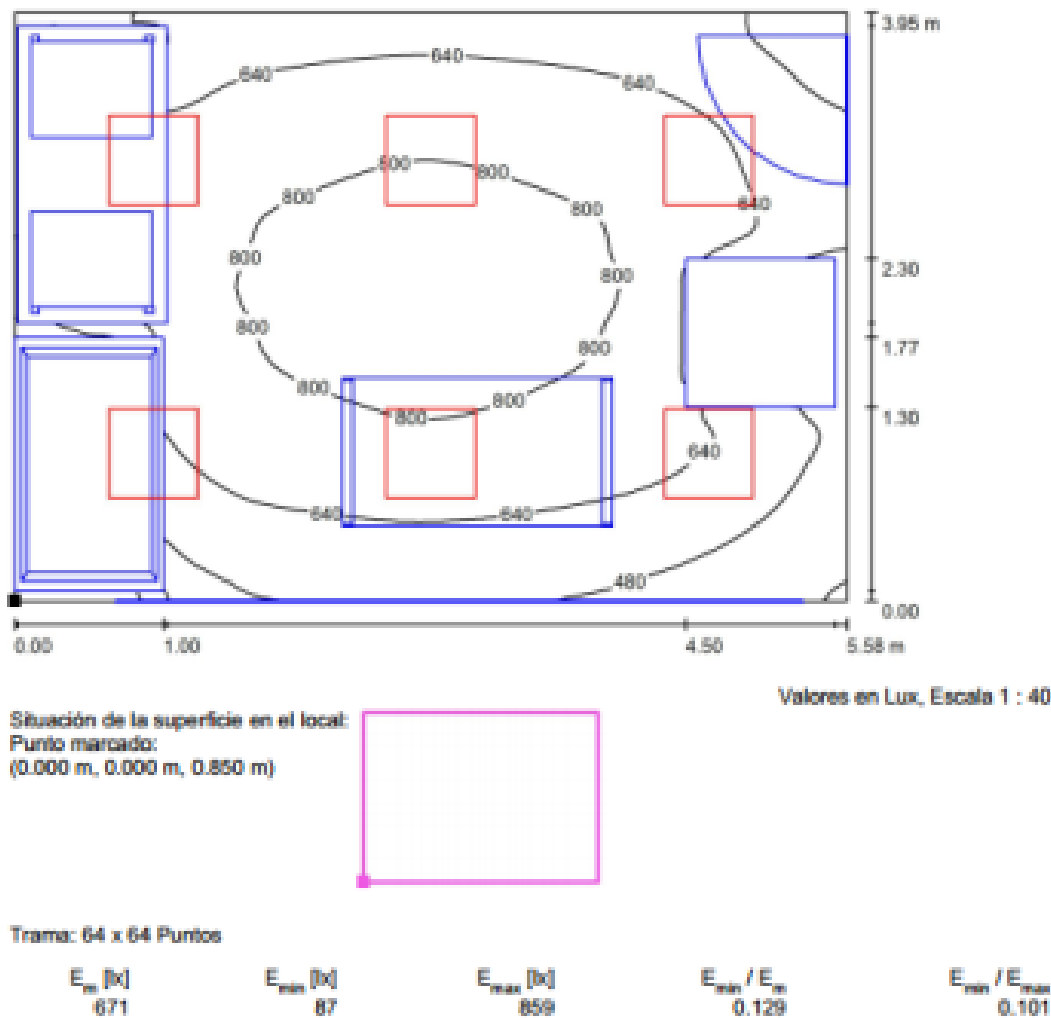 3.95 m
640
640
640
800
800
800
800
640
800
800
2.30
800
800
1.77
800
800
800
1.30
640
640
640
480
0.00
0.00
1.00
4.50
5.58 m
Valores en Lux, Escala 1 : 40
Situación de la superficie en el local:
Punto marcado:
(0.000 m, 0.000 m, 0.850 m)
Trama: 64 x 64 Puntos
Em [lx] Emin [lx] Emax [lx] Emin / Em Emin / Emax
671 87 859 0.129 0.101